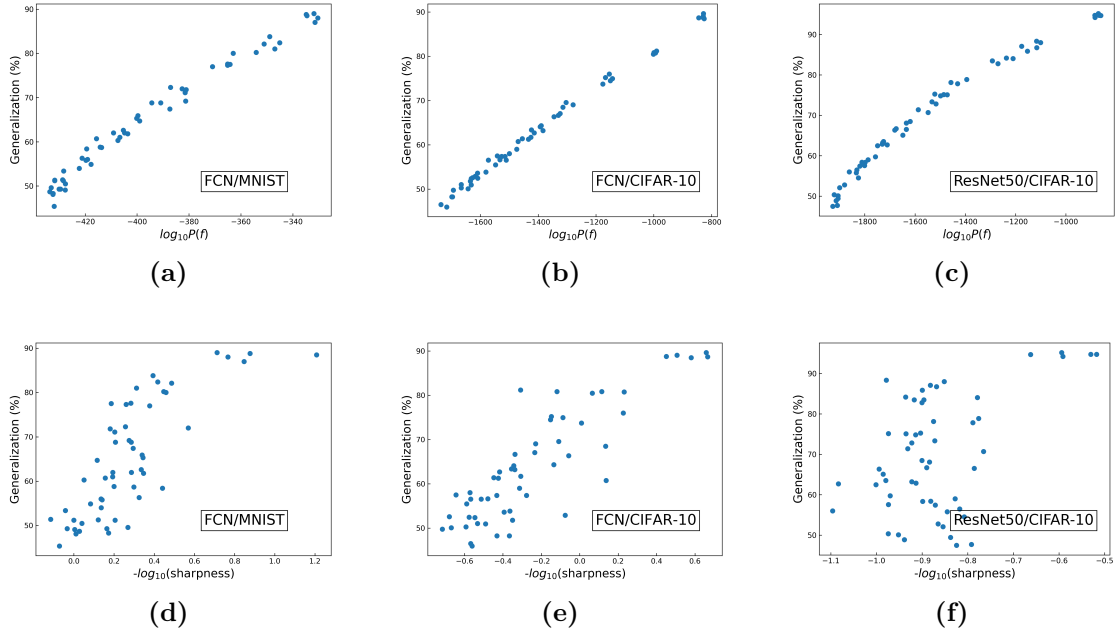 90
80
70
60
50
Generalization (%)
FCN/MNIST
−420 −400 −380 −360 −340
log10P(f)
(a)
90
80
70
60
50
Generalization (%)
FCN/CIFAR-10
−1600 −1400 −1200 −1000 −800
log10P(f)
(b)
90
80
70
60
50
Generalization (%)
ResNet50/CIFAR-10
−1800 −1600 −1400 −1200 −1000
log10P(f)
(c)
90
80
70
60
50
Generalization (%)
FCN/MNIST
0.0 0.2 0.4 0.6 0.8 1.0 1.2
-log10(sharpness)
(d)
90
80
70
60
50
Generalization (%)
FCN/CIFAR-10
−0.6 −0.4 −0.2 0.0 0.2 0.4 0.6
-log10(sharpness)
(e)
90
80
70
60
50
Generalization (%)
ResNet50/CIFAR-10
−1.1 −1.0 −0.9 −0.8 −0.7 −0.6 −0.5
-log10(sharpness)
(f)